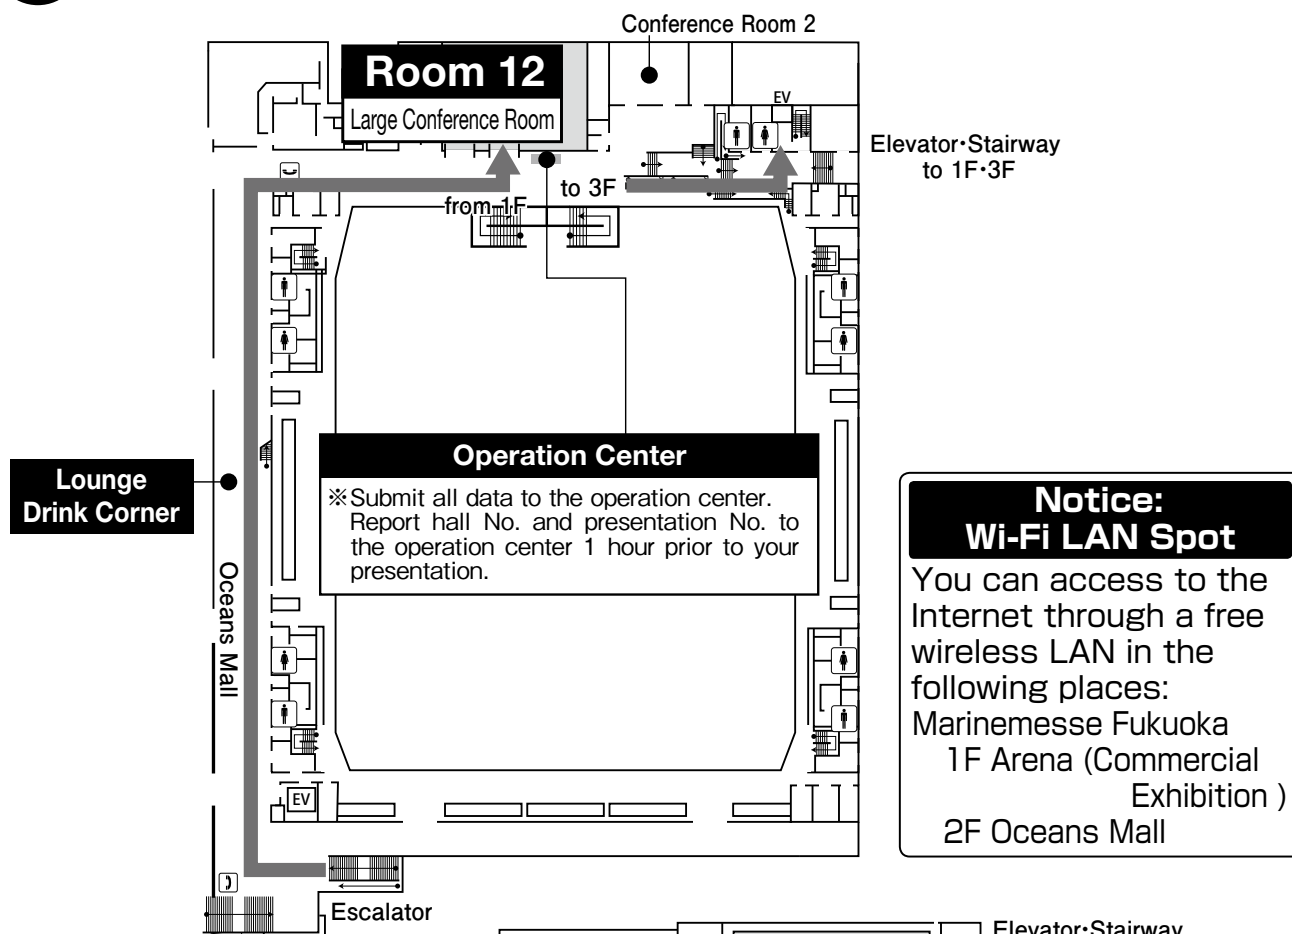 Conference Room 2
Room 12
Large Conference Room
EV
Elevator・Stairway
to 1F・3F
to 3F
from 1F
Operation Center
※Submit all data to the operation center.
Report hall No. and presentation No. to
the operation center 1 hour prior to your
presentation.
Lounge
Drink Corner
Oceans Mall
Notice:
Wi-Fi LAN Spot
You can access to the
Internet through a free
wireless LAN in the
following places:
Marinemesse Fukuoka
1F Arena (Commercial
Exhibition )
2F Oceans Mall
EV
Escalator
Elevator・Stairway